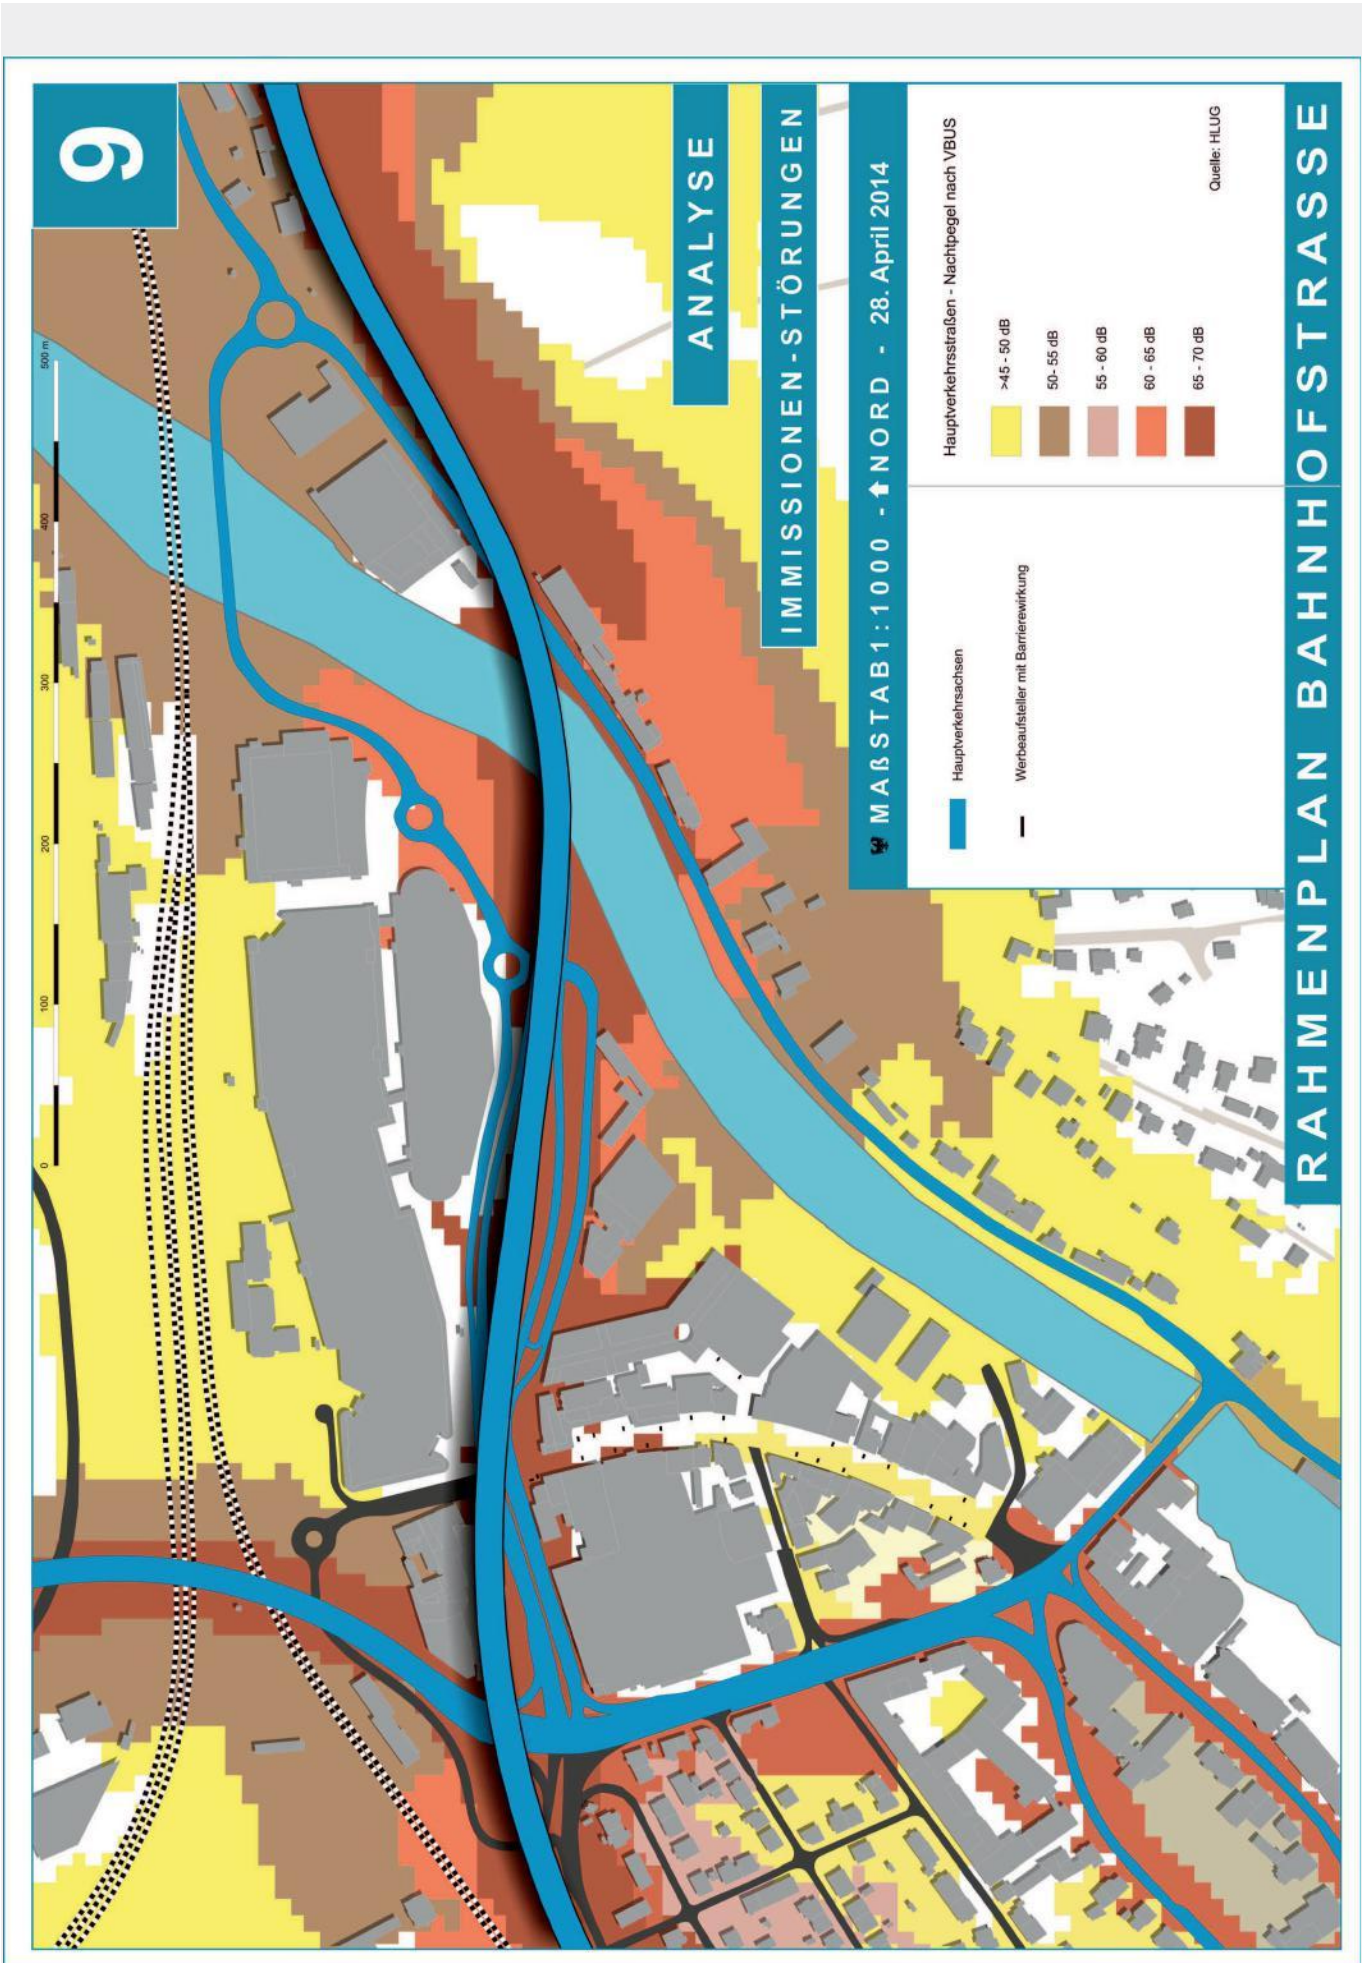 9
0 100 200 300 400 500 m
ANALYSE
IMMISSIONEN-STÖRUNGEN
MAßSTAB1:1000 - NORD - 28. April 2014
Hauptverkehrsachsen
Werbeaufsteller mit Barrierewirkung
Hauptverkehrsstraßen - Nachtpegel nach VBUS
>45 - 50 dB
50- 55 dB
55 - 60 dB
60 - 65 dB
65 - 70 dB
Quelle: HLUG
RAHMENPLAN BAHNHOFSTRASSE